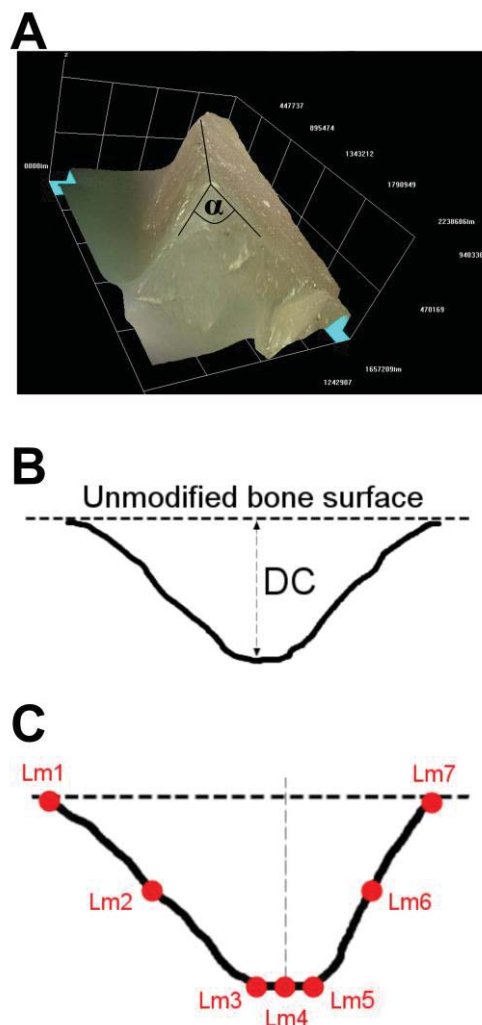 A
z
0000lm
α
447737
895474
1343212
1790949
2238686lm
940338
470169
1657209lm
1242907
B
Unmodified bone surface
DC
C
Lm1
Lm7
Lm2
Lm6
Lm3
Lm5
Lm4